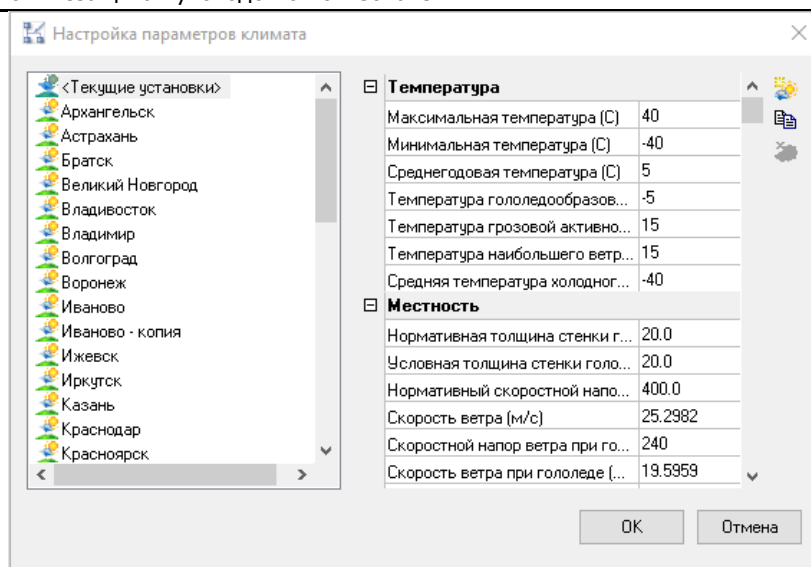 Настройка параметров климата
<Текущие установки>
Архангельск
Астрахань
Братск
Великий Новгород
Владивосток
Владимир
Волгоград
Воронеж
Иваново
Иваново - копия
Ижевск
Иркутск
Казань
Краснодар
Красноярск
Температура
Максимальная температура (С) 40
Минимальная температура (С) -40
Среднегодовая температура (С) 5
Температура гололедообразов... -5
Температура грозовой активно... 15
Температура наибольшего ветр... 15
Средняя температура холодног... -40
Местность
Нормативная толщина стенки г... 20.0
Условная толщина стенки голо... 20.0
Нормативный скоростной напо... 400.0
Скорость ветра (м/с) 25.2982
Скоростной напор ветра при го... 240
Скорость ветра при гололеде (... 19.5959
ОК Отмена